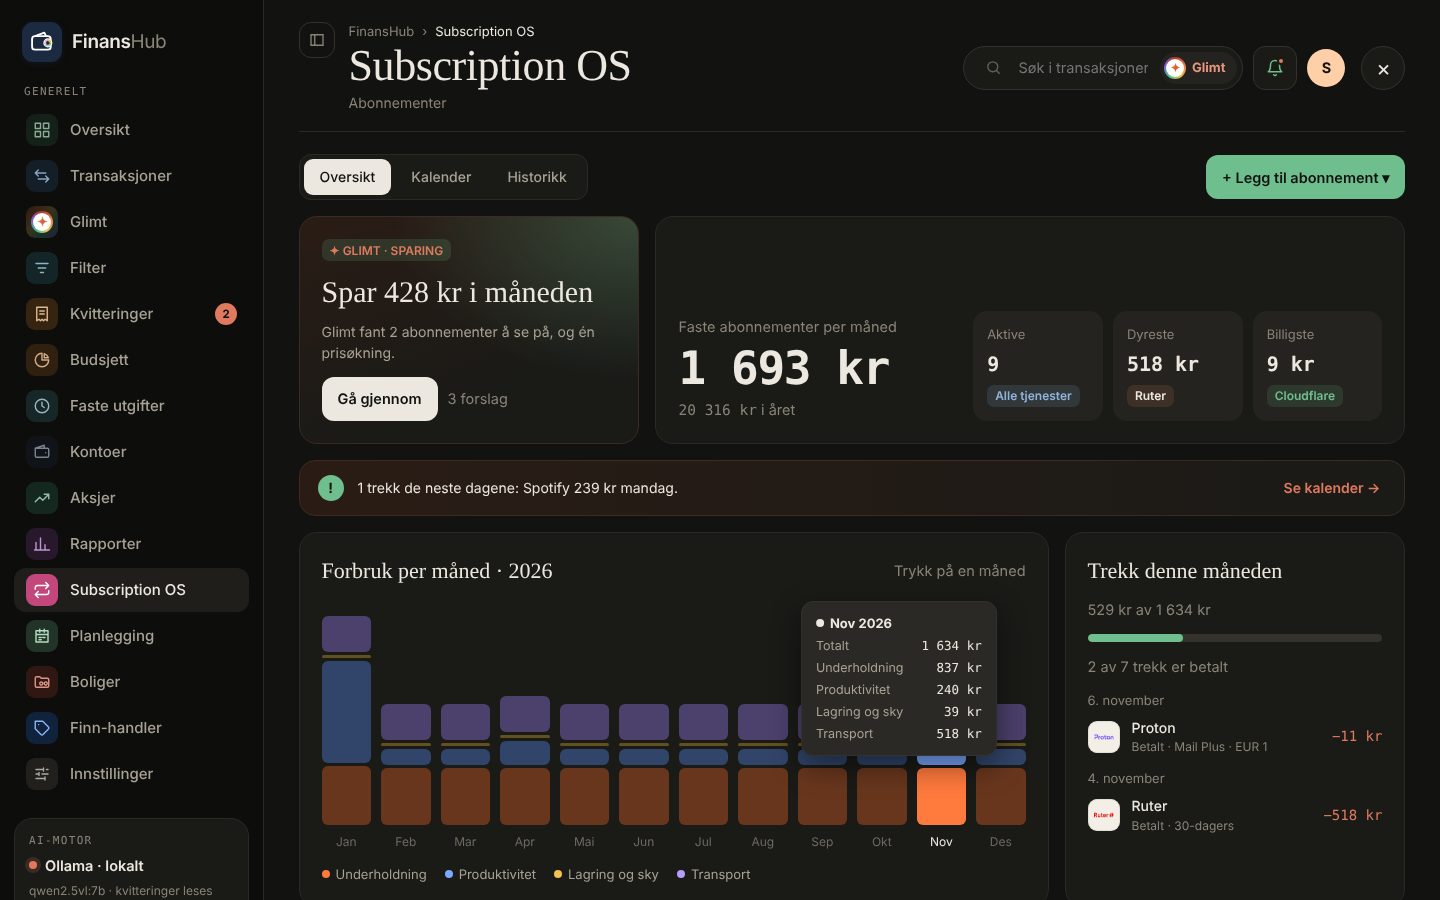 FinansHub
GENERELT
Oversikt
Transaksjoner
Glimt
Filter
Kvitteringer
2
Budsjett
Faste utgifter
Kontoer
Aksjer
Rapporter
Subscription OS
Planlegging
Boliger
Finn-handler
Innstillinger
AI-MOTOR
Ollama · lokalt
qwen2.5vl:7b · kvitteringer leses
FinansHub › Subscription OS
Subscription OS
Abonnementer
Søk i transaksjoner
Glimt
S
×
Oversikt
Kalender
Historikk
+ Legg til abonnement ▾
✦ GLIMT · SPARING
Spar 428 kr i måneden
Glimt fant 2 abonnementer å se på, og én
prisøkning.
Gå gjennom
3 forslag
Faste abonnementer per måned
1 693 kr
20 316 kr i året
Aktive
9
Alle tjenester
Dyreste
518 kr
Ruter
Billigste
9 kr
Cloudflare
!
1 trekk de neste dagene: Spotify 239 kr mandag.
Se kalender →
Forbruk per måned · 2026
Trykk på en måned
Nov 2026
Totalt 1 634 kr
Underholdning 837 kr
Produktivitet 240 kr
Lagring og sky 39 kr
Transport 518 kr
Jan Feb Mar Apr Mai Jun Jul Aug Sep Okt Nov Des
Underholdning Produktivitet Lagring og sky Transport
Trekk denne måneden
529 kr av 1 634 kr
2 av 7 trekk er betalt
6. november
Proton
Proton
Betalt · Mail Plus · EUR 1
−11 kr
4. november
Ruter#
Ruter
Betalt · 30-dagers
−518 kr